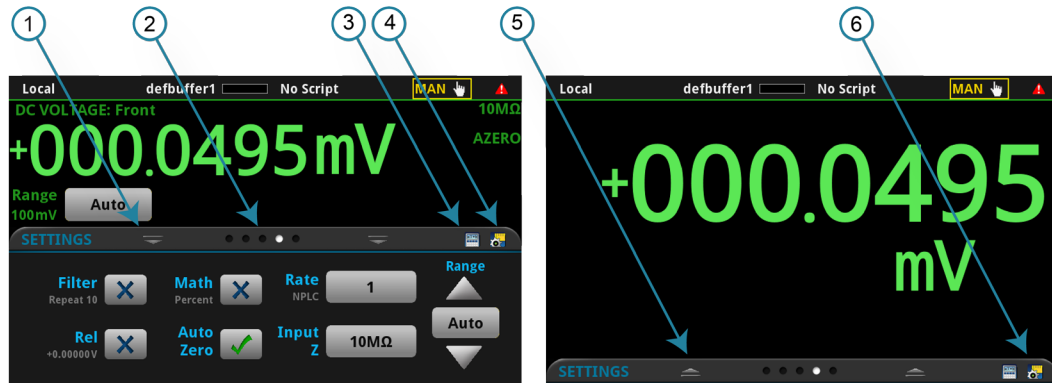 1 2 3 4 5 6
Local defbuffer1 No Script MAN
DC VOLTAGE: Front 10MΩ
+000.0495 mV AZERO
Range
100mV Auto
SETTINGS
Filter
Repeat 10
Math
Percent
Rate
NPLC
1
Range
Rel
+0.00000V
Auto
Zero
Input
Z
10MΩ
Auto
Local defbuffer1 No Script MAN
+000.0495
mV
SETTINGS